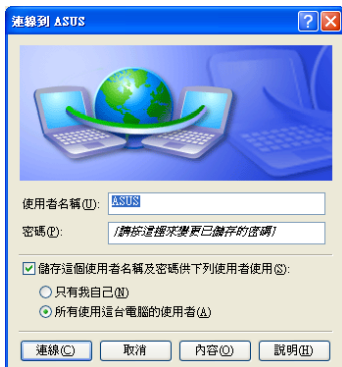 連線到 ASUS
使用者名稱(U): ASUS
密碼(P): [請按這裡來變更已儲存的密碼]
儲存這個使用者名稱及密碼供下列使用者使用(S):
只有我自己(N)
所有使用這台電腦的使用者(A)
連線(C) 取消 內容(O) 說明(H)